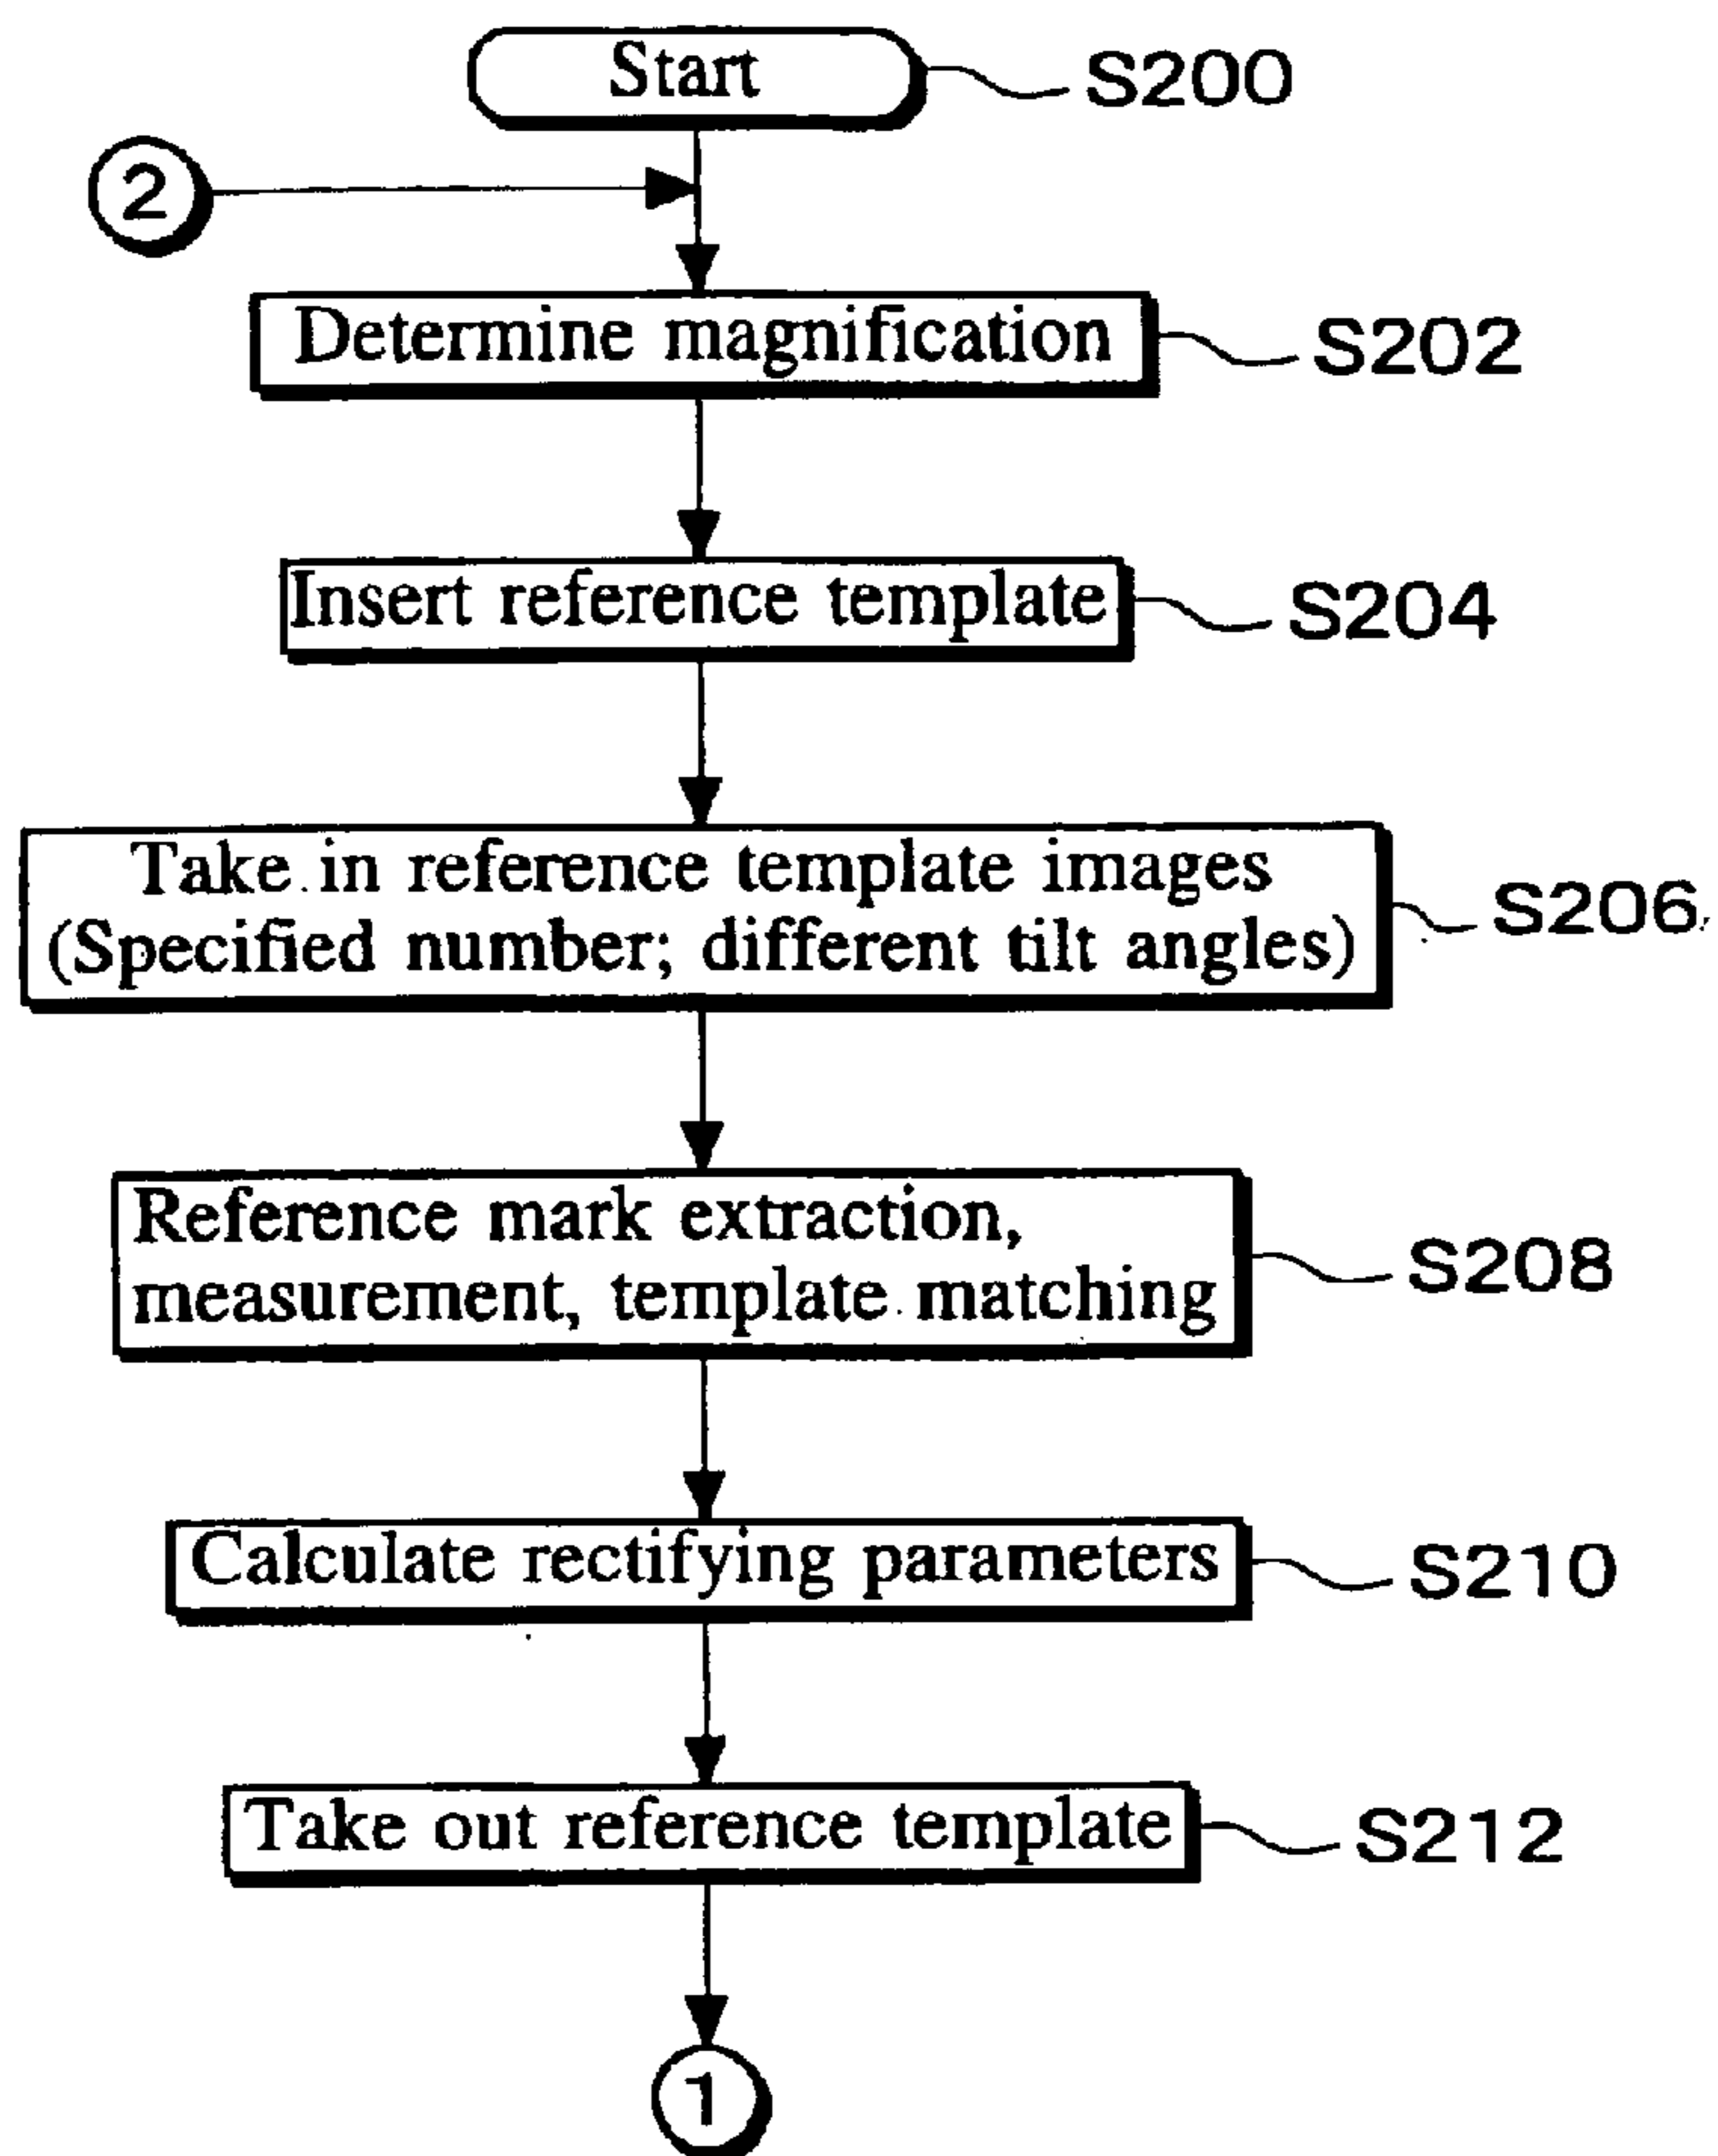 Start
S200
2
Determine magnification
S202
Insert reference template
S204
Take in reference template images
(Specified number; different tilt angles)
S206
Reference mark extraction,
measurement, template matching
S208
Calculate rectifying parameters
S210
Take out reference template
S212
1